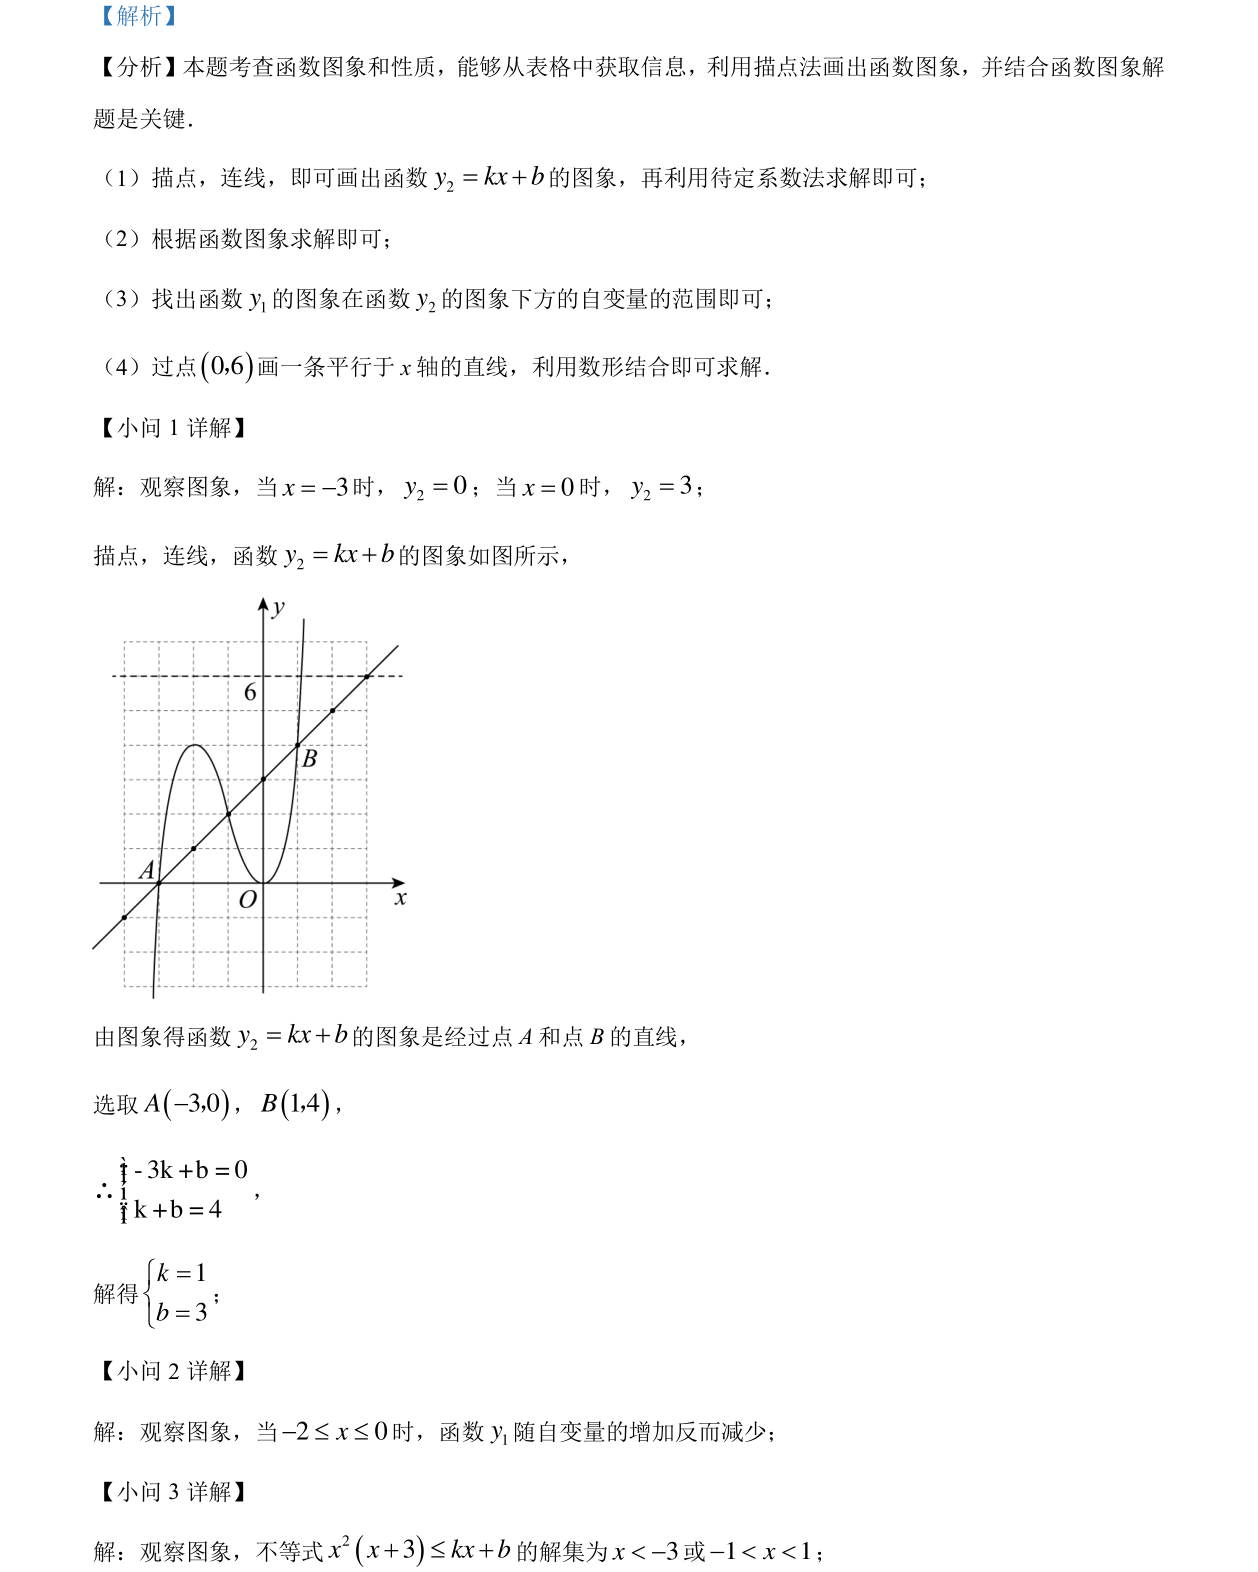 【解析】
【分析】本题考查函数图象和性质，能够从表格中获取信息，利用描点法画出函数图象，并结合函数图象解
题是关键．
（1）描点，连线，即可画出函数 y₂ = kx + b 的图象，再利用待定系数法求解即可；
（2）根据函数图象求解即可；
（3）找出函数 y₁ 的图象在函数 y₂ 的图象下方的自变量的范围即可；
（4）过点 (0,6) 画一条平行于 x 轴的直线，利用数形结合即可求解．
【小问 1 详解】
解：观察图象，当 x = −3 时， y₂ = 0；当 x = 0 时， y₂ = 3；
描点，连线，函数 y₂ = kx + b 的图象如图所示，
y
6
B
A
O
x
由图象得函数 y₂ = kx + b 的图象是经过点 A 和点 B 的直线，
选取 A(−3,0)， B(1,4)，
∴ { - 3k + b = 0
k + b = 4 ，
解得 { k = 1
b = 3 ；
【小问 2 详解】
解：观察图象，当 −2 ≤ x ≤ 0 时，函数 y₁ 随自变量的增加反而减少；
【小问 3 详解】
解：观察图象，不等式 x²(x + 3) ≤ kx + b 的解集为 x < −3 或 −1 < x < 1；